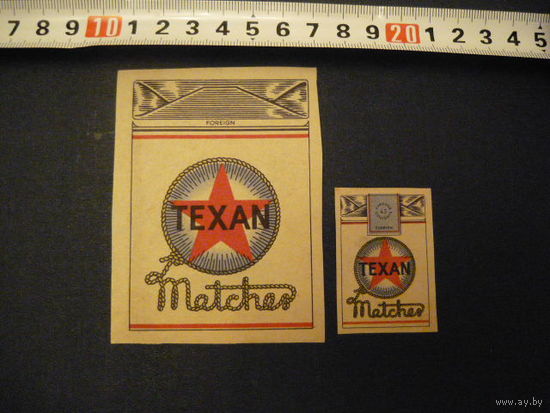 7 8 9 10 1 2 3 4 5 6 7 8 9 20 1 2 3 4 5
FOREIGN
TEXAN
Matches
FOREIGN
TEXAN
Matches
www.ay.by